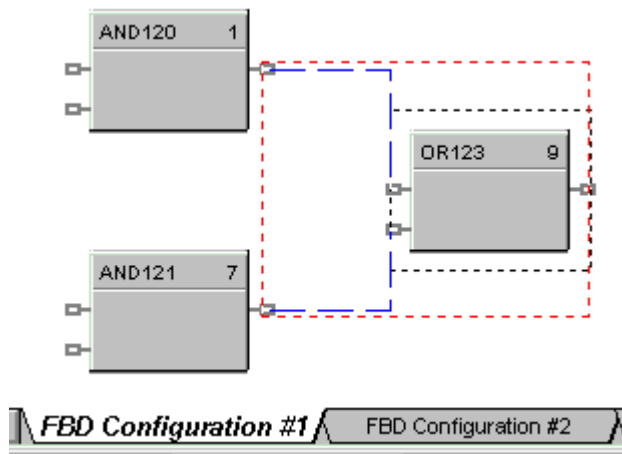 AND120 1
OR123 9
AND121 7
FBD Configuration #1 FBD Configuration #2